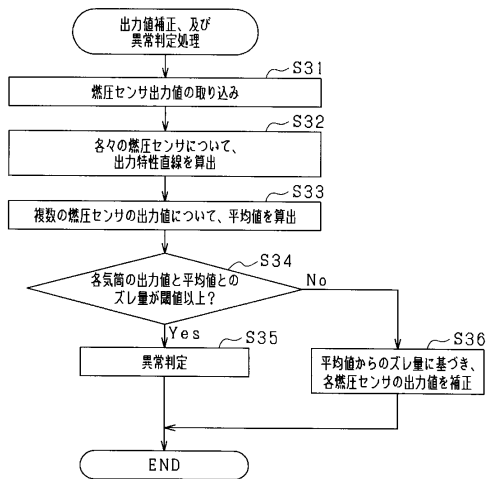 出力値補正、及び
異常判定処理
S31
燃圧センサ出力値の取り込み
S32
各々の燃圧センサについて、
出力特性直線を算出
S33
複数の燃圧センサの出力値について、平均値を算出
S34
各気筒の出力値と平均値との
ズレ量が閾値以上?
No
Yes
S35
異常判定
S36
平均値からのズレ量に基づき、
各燃圧センサの出力値を補正
END